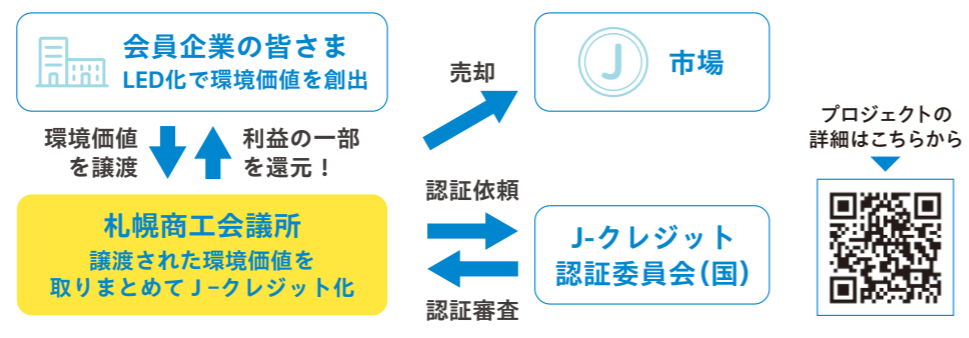 会員企業の皆さま
LED化で環境価値を創出
環境価値
を譲渡
利益の一部
を還元！
札幌商工会議所
譲渡された環境価値を
取りまとめてＪ−クレジット化
売却
J
市場
認証依頼
認証審査
J-クレジット
認証委員会（国）
プロジェクトの
詳細はこちらから